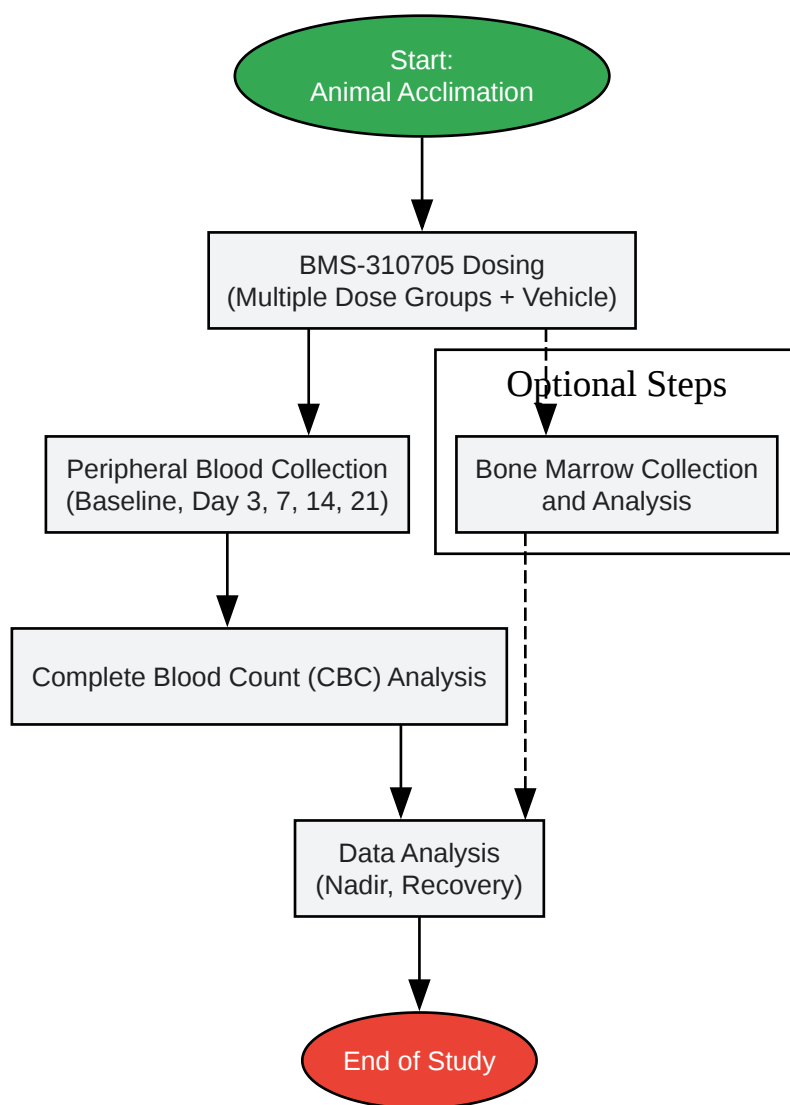 Start:
Animal Acclimation
BMS-310705 Dosing
(Multiple Dose Groups + Vehicle)
Optional Steps
Peripheral Blood Collection
(Baseline, Day 3, 7, 14, 21)
Bone Marrow Collection
and Analysis
Complete Blood Count (CBC) Analysis
Data Analysis
(Nadir, Recovery)
End of Study